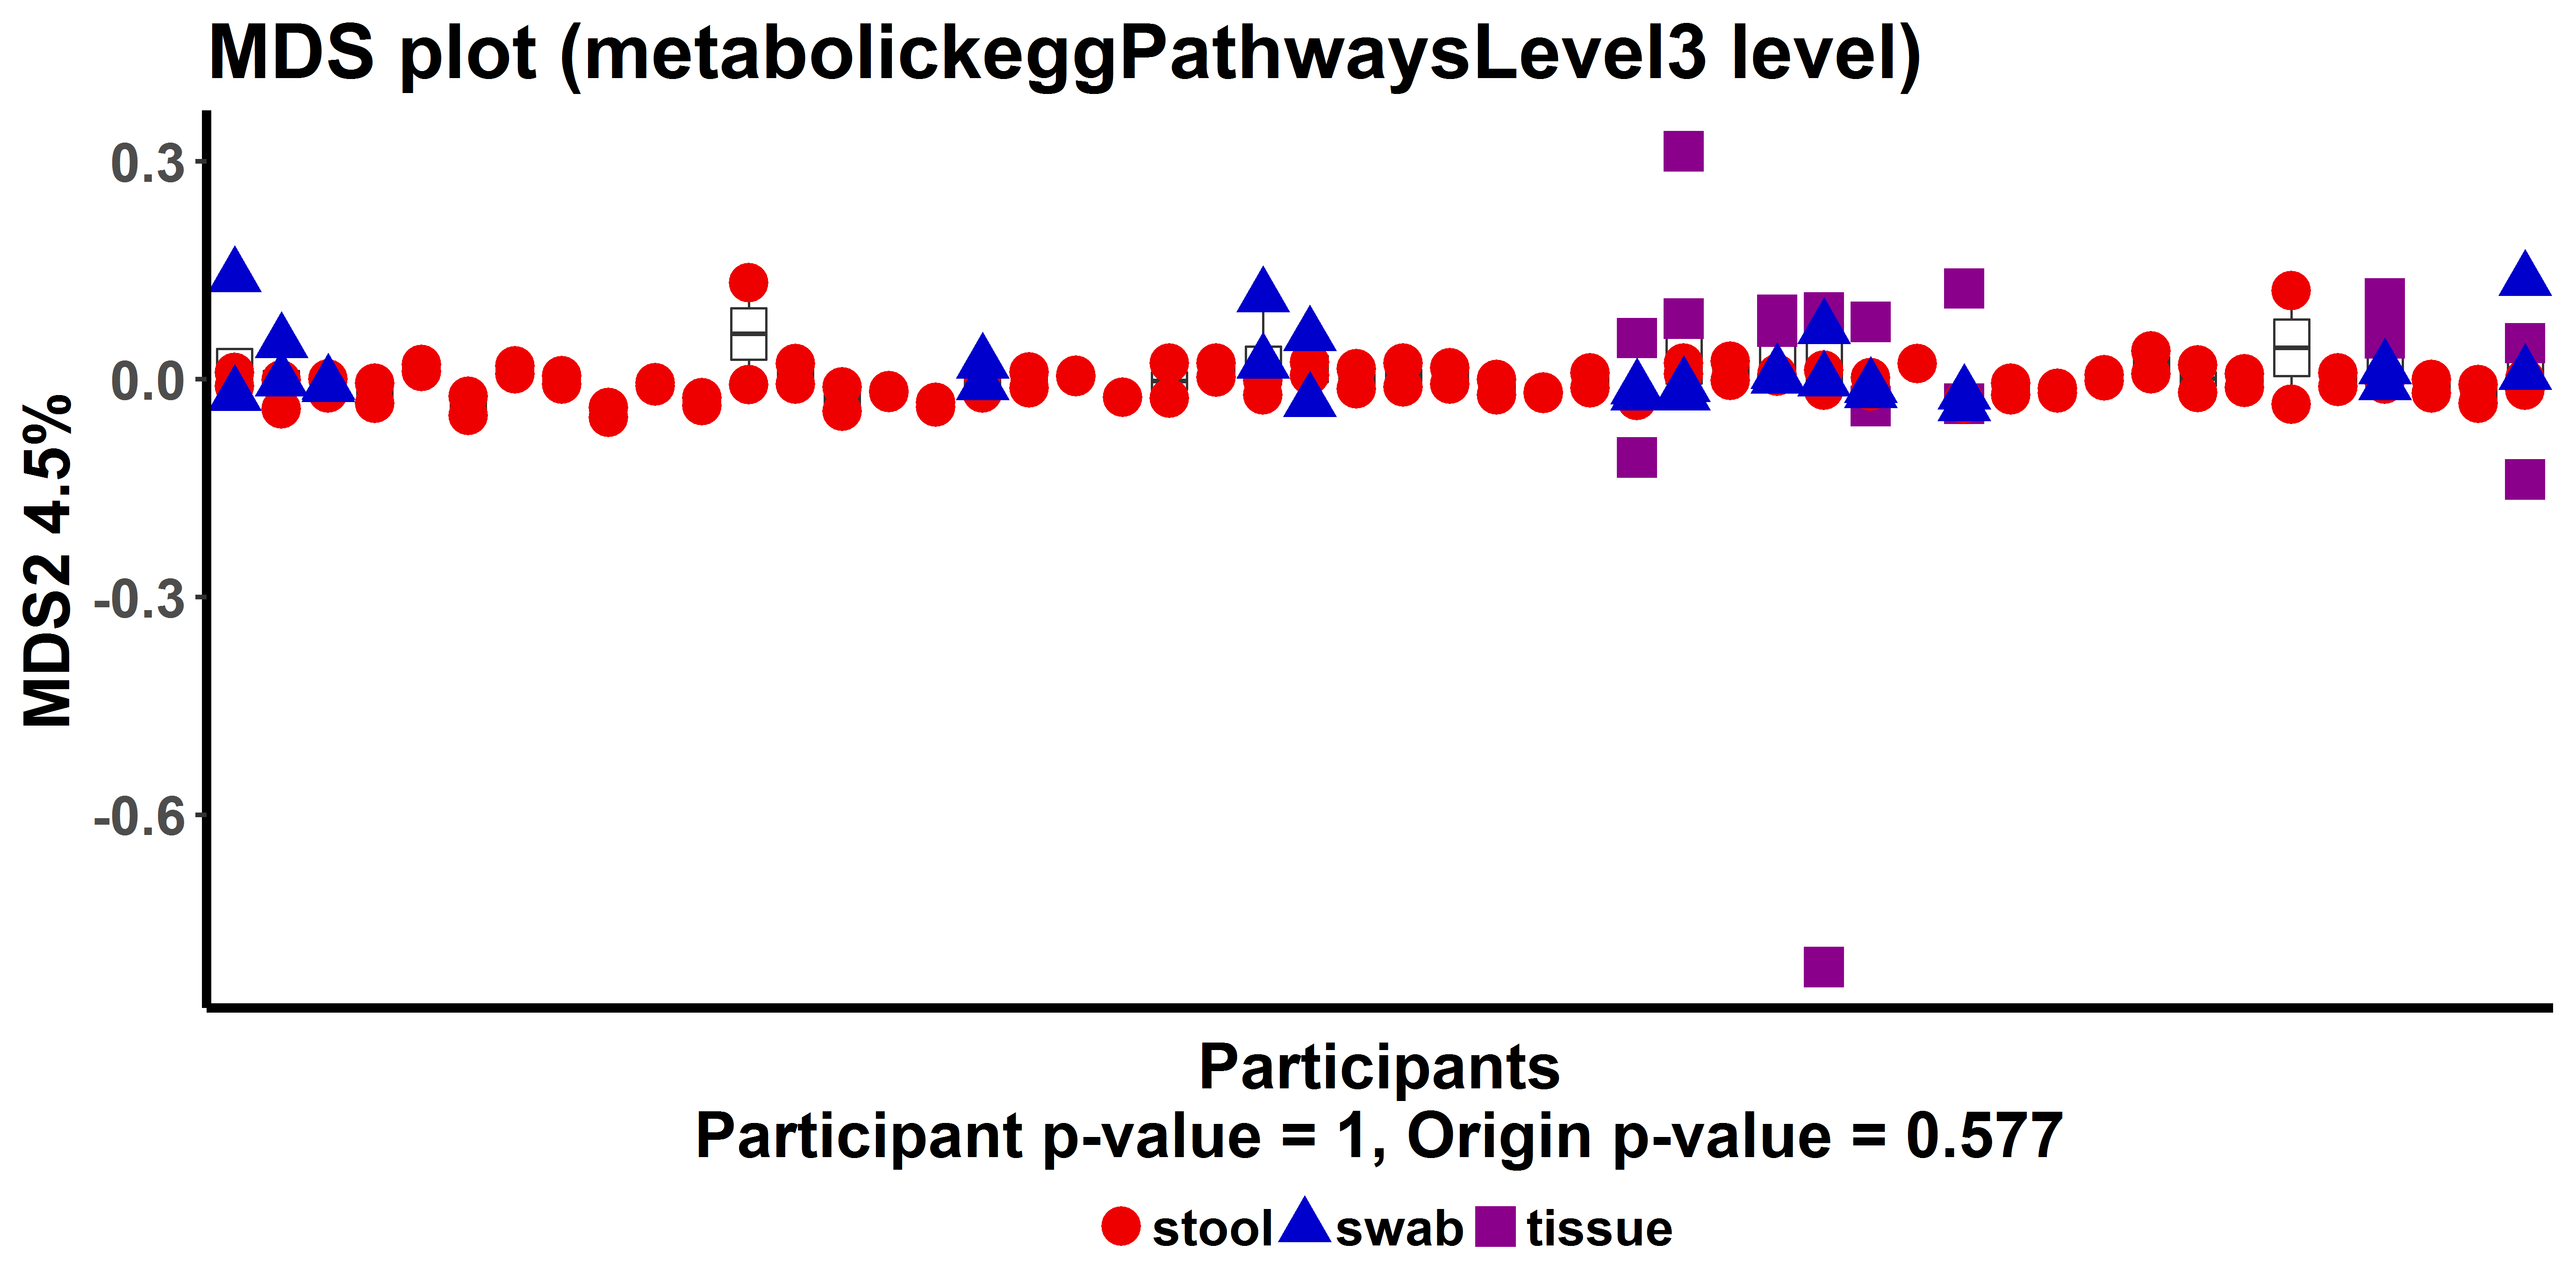 MDS plot (metabolickeggPathwaysLevel3 level)
MDS2 4.5%
0.3
0.0
-0.3
-0.6
Participants
Participant p-value = 1, Origin p-value = 0.577
stool swab tissue